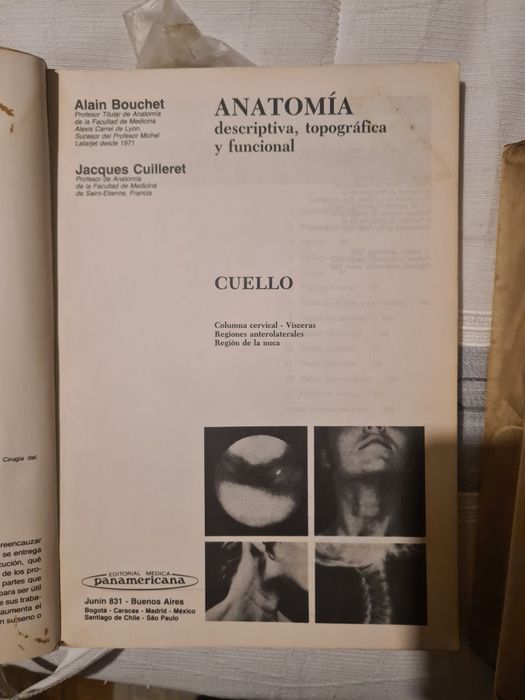 Alain Bouchet
Profesor Titular de Anatomía
de la Facultad de Medicina
Alexis Carrel de Lyon.
Sucesor del Profesor Michel
Latarjet desde 1971
Jacques Cuilleret
Profesor de Anatomía
de la Facultad de Medicina
de Saint-Etienne, Francia
ANATOMÍA
descriptiva, topográfica
y funcional
CUELLO
Columna cervical - Vísceras
Regiones anterolaterales
Región de la nuca
EDITORIAL MEDICA
panamericana
Junín 831 - Buenos Aires
Bogotá - Caracas - Madrid - México
Santiago de Chile - São Paulo
Cirugía del
reencauzar
se entrega
cución, qué
de los pro-
partes que
para ser útil
e sus traba-
aumenta el
n su seno o